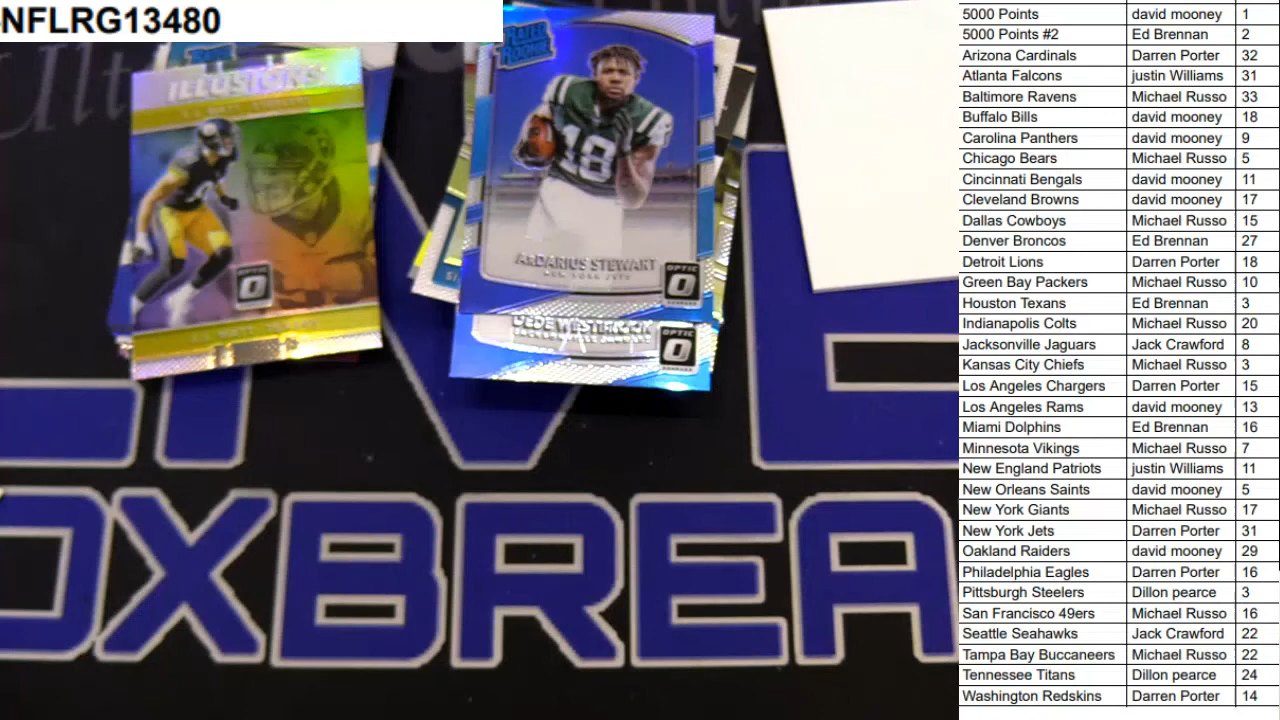 NFLRG13480
ILLUSIONS
RATED ROOKIE
18
ARDARIUS STEWART
NEW YORK JETS
OPTIC
DEDE WESTBROOK
OPTIC
OXBREA
5000 Points david mooney 1
5000 Points #2 Ed Brennan 2
Arizona Cardinals Darren Porter 32
Atlanta Falcons justin Williams 31
Baltimore Ravens Michael Russo 33
Buffalo Bills david mooney 18
Carolina Panthers david mooney 9
Chicago Bears Michael Russo 5
Cincinnati Bengals david mooney 11
Cleveland Browns david mooney 17
Dallas Cowboys Michael Russo 15
Denver Broncos Ed Brennan 27
Detroit Lions Darren Porter 18
Green Bay Packers Michael Russo 10
Houston Texans Ed Brennan 3
Indianapolis Colts Michael Russo 20
Jacksonville Jaguars Jack Crawford 8
Kansas City Chiefs Michael Russo 3
Los Angeles Chargers Darren Porter 15
Los Angeles Rams david mooney 13
Miami Dolphins Ed Brennan 16
Minnesota Vikings Michael Russo 7
New England Patriots justin Williams 11
New Orleans Saints david mooney 5
New York Giants Michael Russo 17
New York Jets Darren Porter 31
Oakland Raiders david mooney 29
Philadelphia Eagles Darren Porter 16
Pittsburgh Steelers Dillon pearce 3
San Francisco 49ers Michael Russo 16
Seattle Seahawks Jack Crawford 22
Tampa Bay Buccaneers Michael Russo 22
Tennessee Titans Dillon pearce 24
Washington Redskins Darren Porter 14